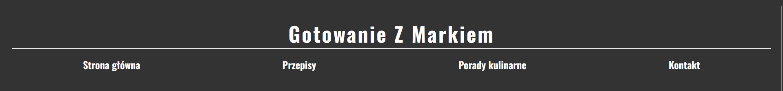 Gotowanie Z Markiem
Strona główna Przepisy Porady kulinarne Kontakt